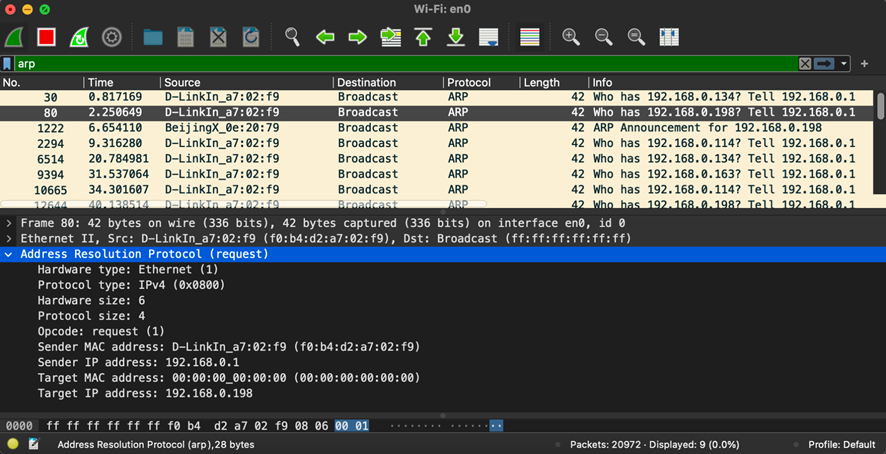 Wi-Fi: en0
arp
No. Time Source Destination Protocol Length Info
30 0.817169 D-LinkIn_a7:02:f9 Broadcast ARP 42 Who has 192.168.0.134? Tell 192.168.0.1
80 2.250649 D-LinkIn_a7:02:f9 Broadcast ARP 42 Who has 192.168.0.198? Tell 192.168.0.1
1222 6.654110 BeijingX_0e:20:79 Broadcast ARP 42 ARP Announcement for 192.168.0.198
2294 9.316280 D-LinkIn_a7:02:f9 Broadcast ARP 42 Who has 192.168.0.114? Tell 192.168.0.1
6514 20.784981 D-LinkIn_a7:02:f9 Broadcast ARP 42 Who has 192.168.0.134? Tell 192.168.0.1
9394 31.537064 D-LinkIn_a7:02:f9 Broadcast ARP 42 Who has 192.168.0.163? Tell 192.168.0.1
10665 34.301607 D-LinkIn_a7:02:f9 Broadcast ARP 42 Who has 192.168.0.114? Tell 192.168.0.1
12644 40.138514 D-LinkIn_a7:02:f9 Broadcast ARP 42 Who has 192.168.0.198? Tell 192.168.0.1
Frame 80: 42 bytes on wire (336 bits), 42 bytes captured (336 bits) on interface en0, id 0
Ethernet II, Src: D-LinkIn_a7:02:f9 (f0:b4:d2:a7:02:f9), Dst: Broadcast (ff:ff:ff:ff:ff:ff)
Address Resolution Protocol (request)
Hardware type: Ethernet (1)
Protocol type: IPv4 (0x0800)
Hardware size: 6
Protocol size: 4
Opcode: request (1)
Sender MAC address: D-LinkIn_a7:02:f9 (f0:b4:d2:a7:02:f9)
Sender IP address: 192.168.0.1
Target MAC address: 00:00:00_00:00:00 (00:00:00:00:00:00)
Target IP address: 192.168.0.198
0000 ff ff ff ff ff ff f0 b4 d2 a7 02 f9 08 06 00 01 ········ ········
Address Resolution Protocol (arp),28 bytes Packets: 20972 · Displayed: 9 (0.0%) Profile: Default